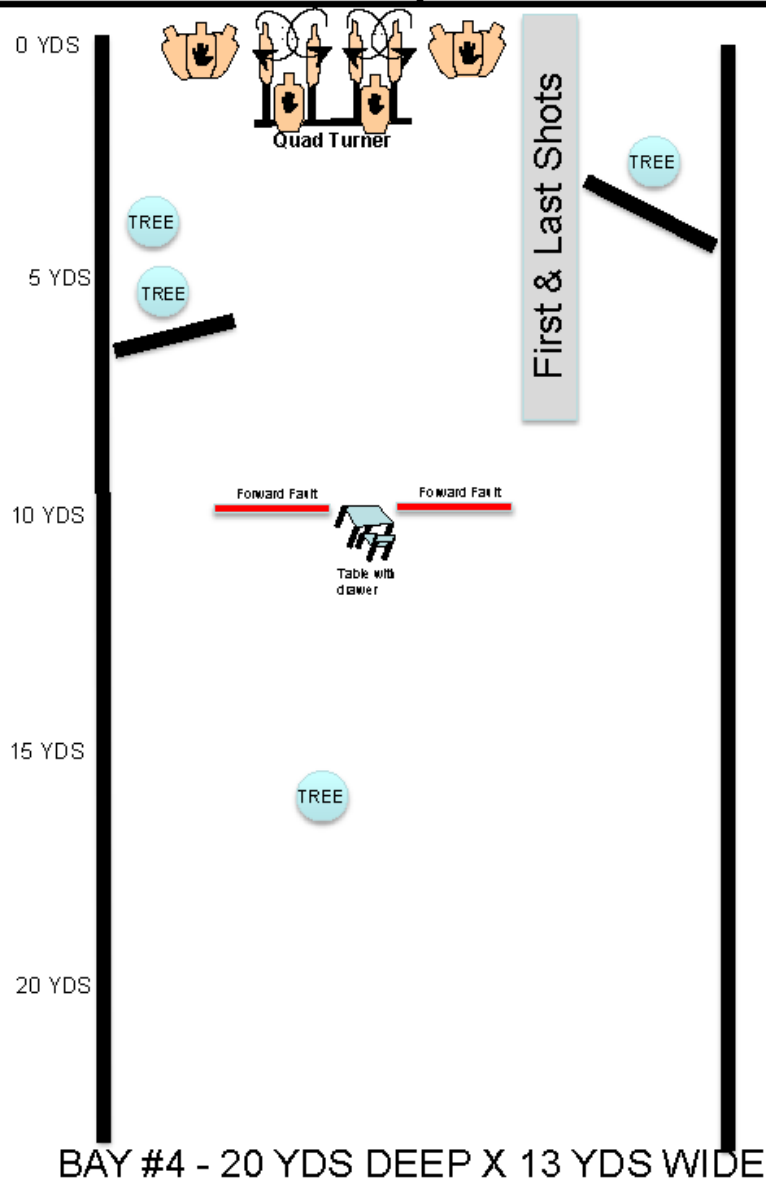 0 YDS
Quad Turner
First & Last Shots
TREE
TREE
5 YDS
TREE
Forward Fault
Forward Fault
10 YDS
Table with
drawer
15 YDS
TREE
20 YDS
BAY #4 - 20 YDS DEEP X 13 YDS WIDE